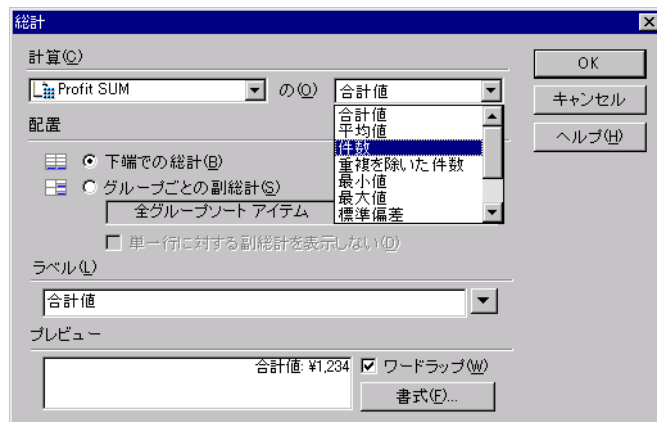 総計
計算(C)
Profit SUM の(O) 合計値
合計値
平均値
件数
重複を除いた件数
最小値
最大値
標準偏差
OK
キャンセル
ヘルプ(H)
配置
下端での総計(B)
グループごとの副総計(S)
全グループソート アイテム
単一行に対する副総計を表示しない(D)
ラベル(L)
合計値
プレビュー
合計値: ¥1,234
ワードラップ(W)
書式(F)...